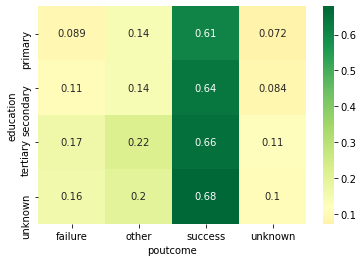 primary 0.089 0.14 0.61 0.072
secondary 0.11 0.14 0.64 0.084
tertiary 0.17 0.22 0.66 0.11
unknown 0.16 0.2 0.68 0.1
education
failure other success unknown
poutcome
0.6
0.5
0.4
0.3
0.2
0.1